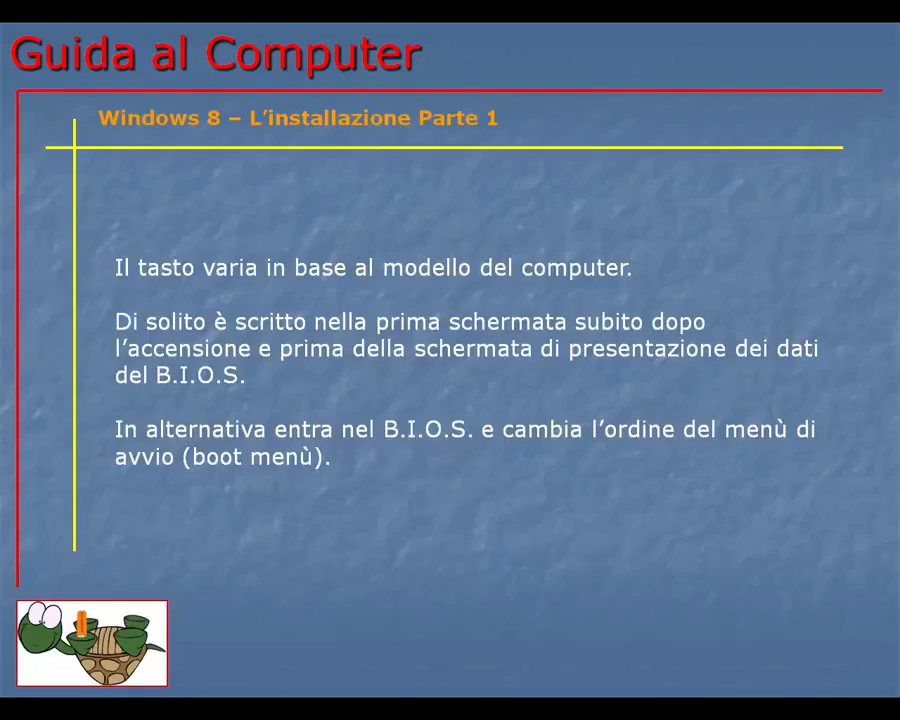 Guida al Computer
Windows 8 – L’installazione Parte 1
Il tasto varia in base al modello del computer.
Di solito è scritto nella prima schermata subito dopo
l’accensione e prima della schermata di presentazione dei dati
del B.I.O.S.
In alternativa entra nel B.I.O.S. e cambia l’ordine del menù di
avvio (boot menù).